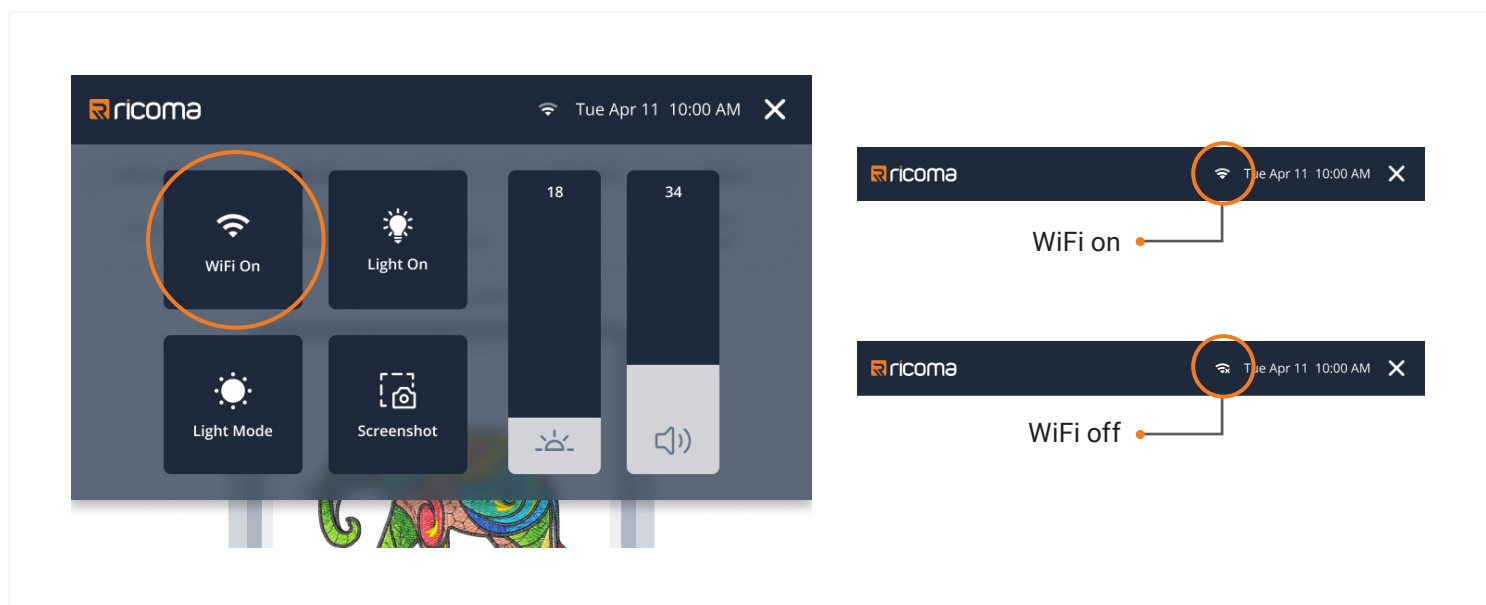 ricoma
Tue Apr 11 10:00 AM
WiFi On
Light On
18
34
Light Mode
Screenshot
ricoma
Tue Apr 11 10:00 AM
WiFi on
ricoma
Tue Apr 11 10:00 AM
WiFi off